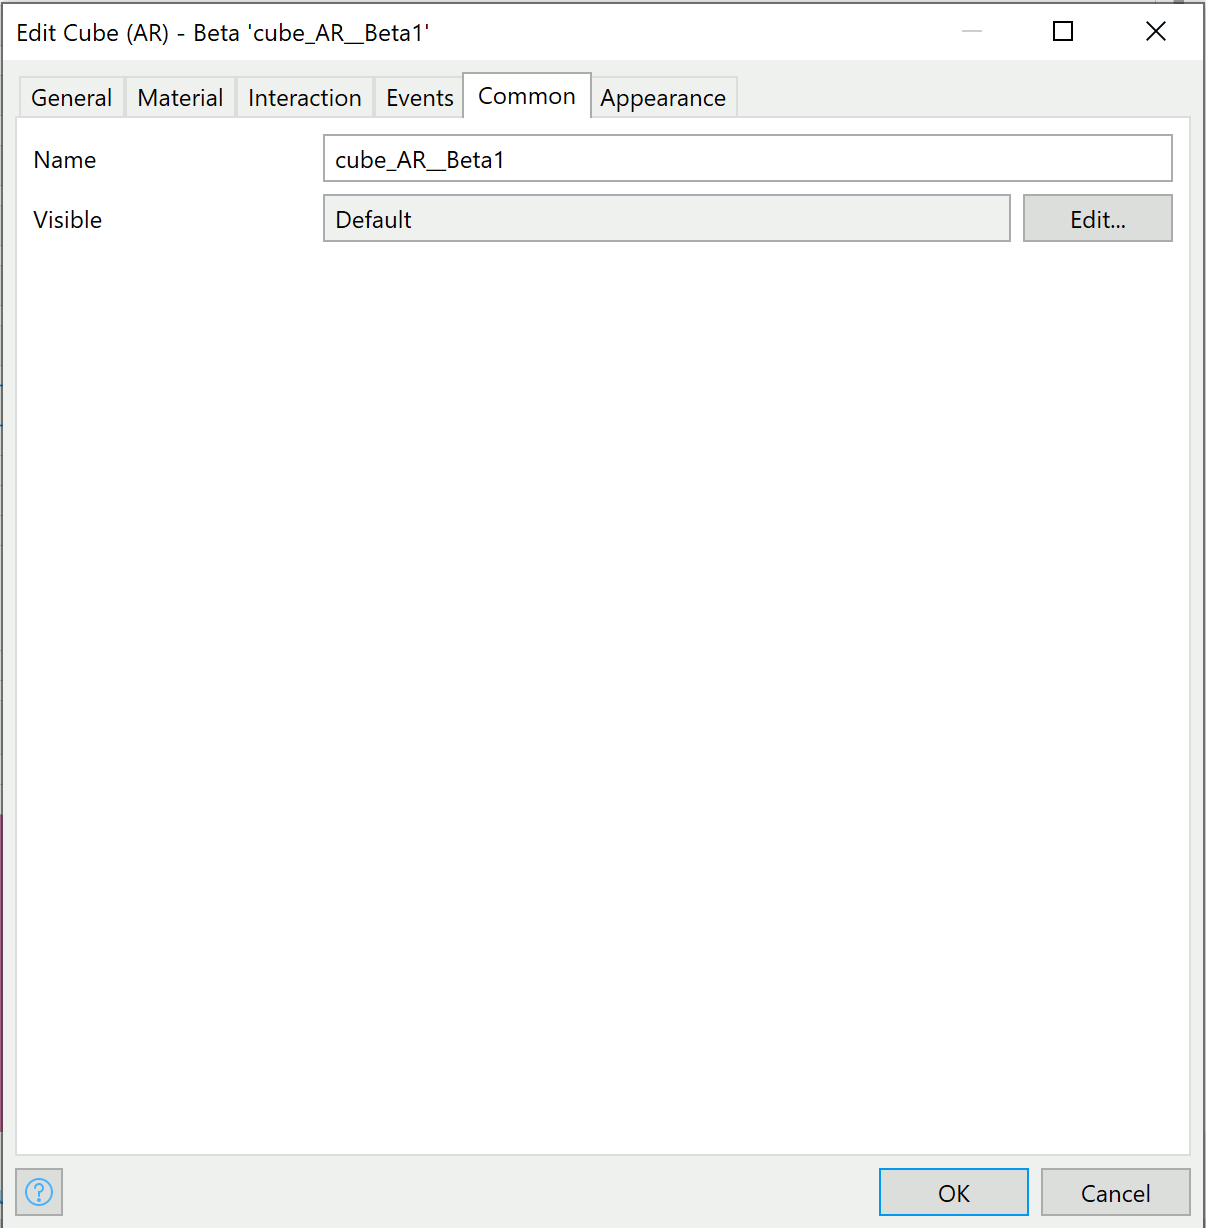 Edit Cube (AR) - Beta 'cube_AR__Beta1'
General Material Interaction Events Common Appearance
Name cube_AR__Beta1
Visible Default Edit...
? OK Cancel